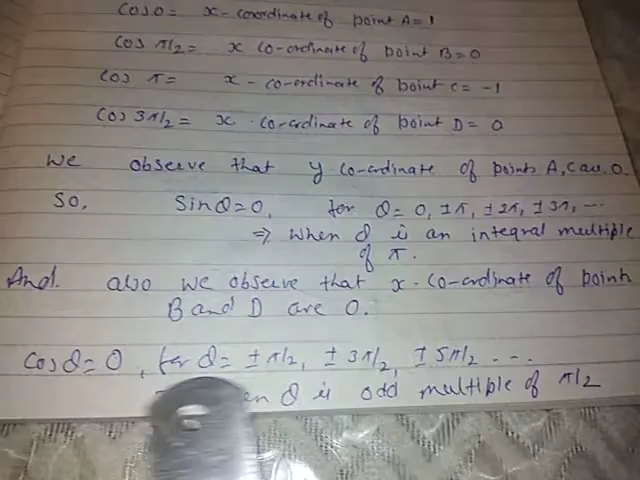 Cos 0 = x-coordinate of point A = 1
Cos π/2 = x co-ordinate of point B = 0
Cos π = x - co-ordinate of point C = -1
Cos 3π/2 = x co-ordinate of point D = 0
We observe that y co-ordinate of points A, C are 0.
So, Sinθ = 0, for θ = 0, ±π, ±2π, ±3π, ...
⇒ When θ is an integral multiple
of π.
And. also we observe that x-co-ordinate of points
B and D are 0.
Cosθ = 0, for θ = ±π/2, ±3π/2, ±5π/2 ...
θ is odd multiple of π/2